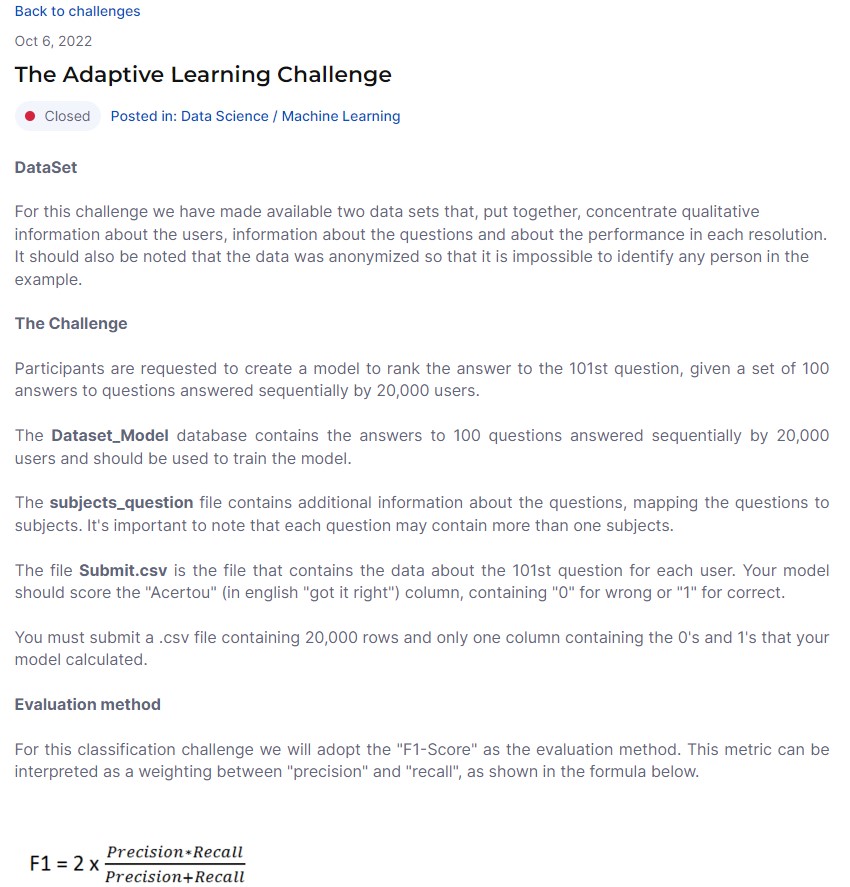 Back to challenges
Oct 6, 2022
The Adaptive Learning Challenge
Closed Posted in: Data Science / Machine Learning
DataSet
For this challenge we have made available two data sets that, put together, concentrate qualitative
information about the users, information about the questions and about the performance in each resolution.
It should also be noted that the data was anonymized so that it is impossible to identify any person in the
example.
The Challenge
Participants are requested to create a model to rank the answer to the 101st question, given a set of 100
answers to questions answered sequentially by 20,000 users.
The Dataset_Model database contains the answers to 100 questions answered sequentially by 20,000
users and should be used to train the model.
The subjects_question file contains additional information about the questions, mapping the questions to
subjects. It's important to note that each question may contain more than one subjects.
The file Submit.csv is the file that contains the data about the 101st question for each user. Your model
should score the "Acertou" (in english "got it right") column, containing "0" for wrong or "1" for correct.
You must submit a .csv file containing 20,000 rows and only one column containing the 0's and 1's that your
model calculated.
Evaluation method
For this classification challenge we will adopt the "F1-Score" as the evaluation method. This metric can be
interpreted as a weighting between "precision" and "recall", as shown in the formula below.
F1 = 2 x Precision*Recall
Precision+Recall